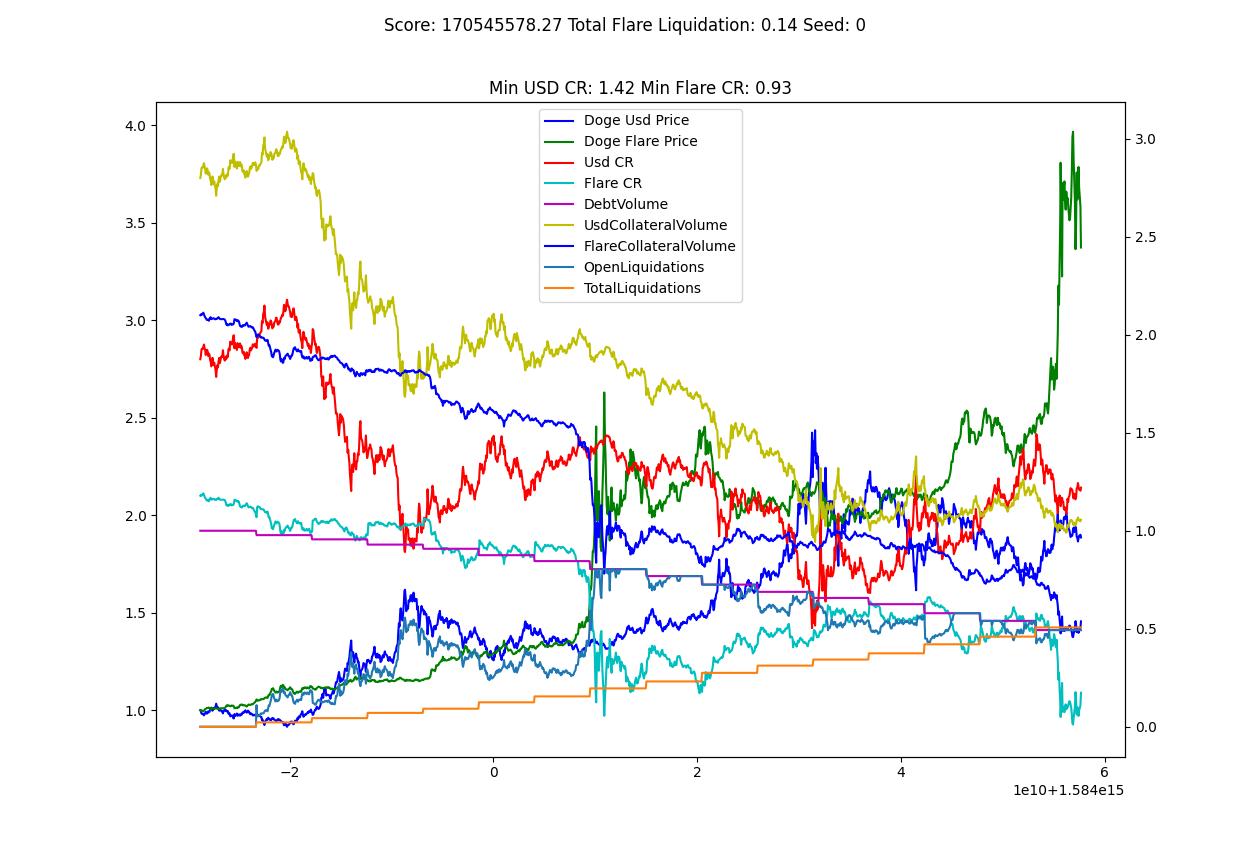 Score: 170545578.27 Total Flare Liquidation: 0.14 Seed: 0
Min USD CR: 1.42 Min Flare CR: 0.93
Doge Usd Price
Doge Flare Price
Usd CR
Flare CR
DebtVolume
UsdCollateralVolume
FlareCollateralVolume
OpenLiquidations
TotalLiquidations
4.0
3.5
3.0
2.5
2.0
1.5
1.0
3.0
2.5
2.0
1.5
1.0
0.5
0.0
−2
0
2
4
6
1e10+1.584e15